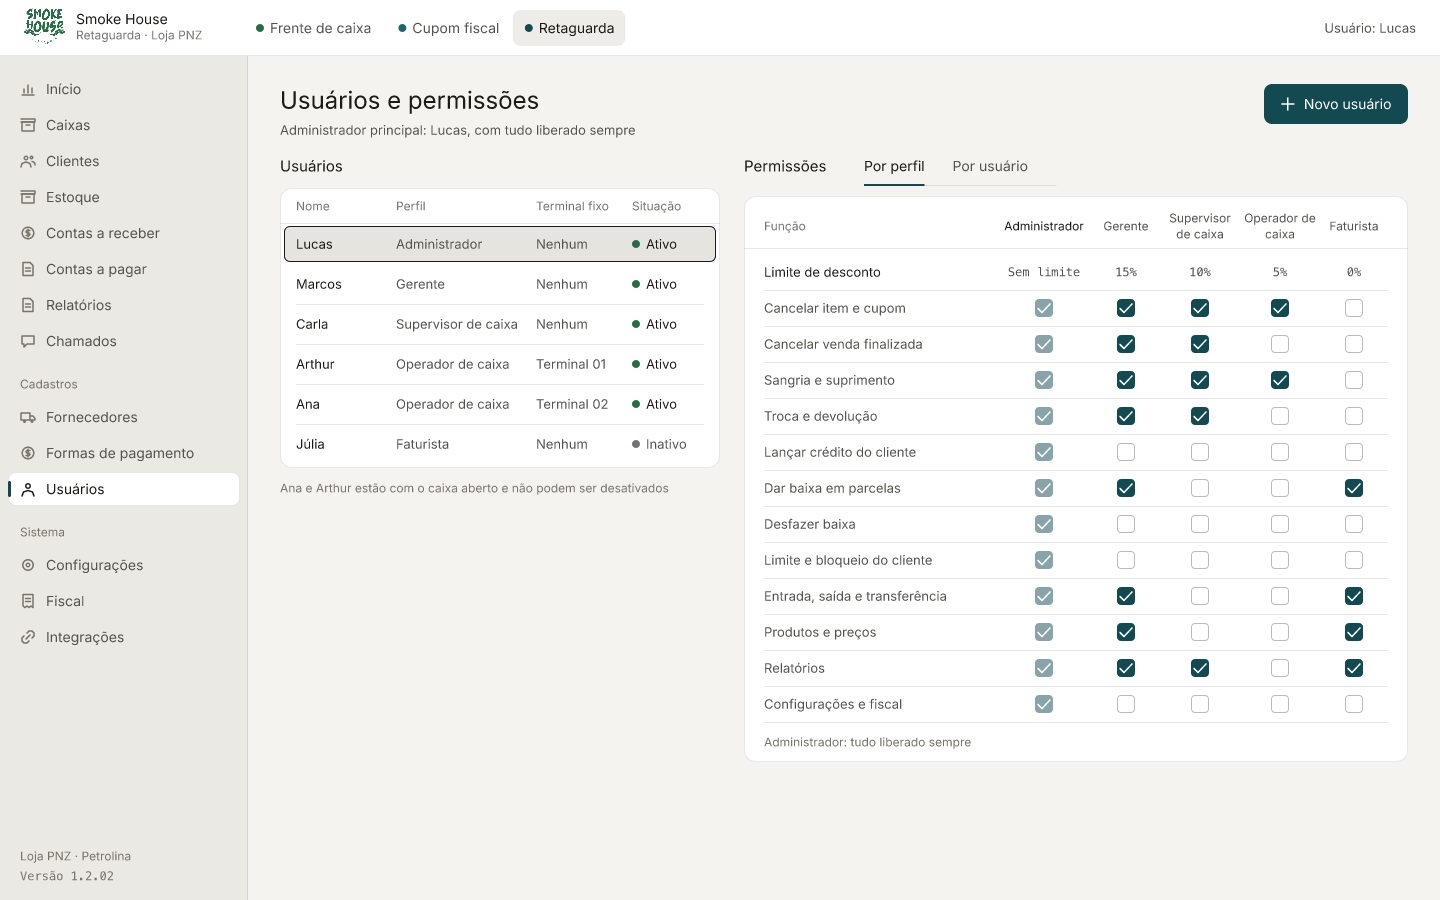 SMOKE HOUSE
Smoke House
Retaguarda · Loja PNZ
Frente de caixa
Cupom fiscal
Retaguarda
Usuário: Lucas
Início
Caixas
Clientes
Estoque
Contas a receber
Contas a pagar
Relatórios
Chamados
Cadastros
Fornecedores
Formas de pagamento
Usuários
Sistema
Configurações
Fiscal
Integrações
Loja PNZ · Petrolina
Versão 1.2.02
Usuários e permissões
Administrador principal: Lucas, com tudo liberado sempre
Novo usuário
Usuários
Nome Perfil Terminal fixo Situação
Lucas Administrador Nenhum Ativo
Marcos Gerente Nenhum Ativo
Carla Supervisor de caixa Nenhum Ativo
Arthur Operador de caixa Terminal 01 Ativo
Ana Operador de caixa Terminal 02 Ativo
Júlia Faturista Nenhum Inativo
Ana e Arthur estão com o caixa aberto e não podem ser desativados
Permissões Por perfil Por usuário
Função Administrador Gerente Supervisor de caixa Operador de caixa Faturista
Limite de desconto Sem limite 15% 10% 5% 0%
Cancelar item e cupom
Cancelar venda finalizada
Sangria e suprimento
Troca e devolução
Lançar crédito do cliente
Dar baixa em parcelas
Desfazer baixa
Limite e bloqueio do cliente
Entrada, saída e transferência
Produtos e preços
Relatórios
Configurações e fiscal
Administrador: tudo liberado sempre